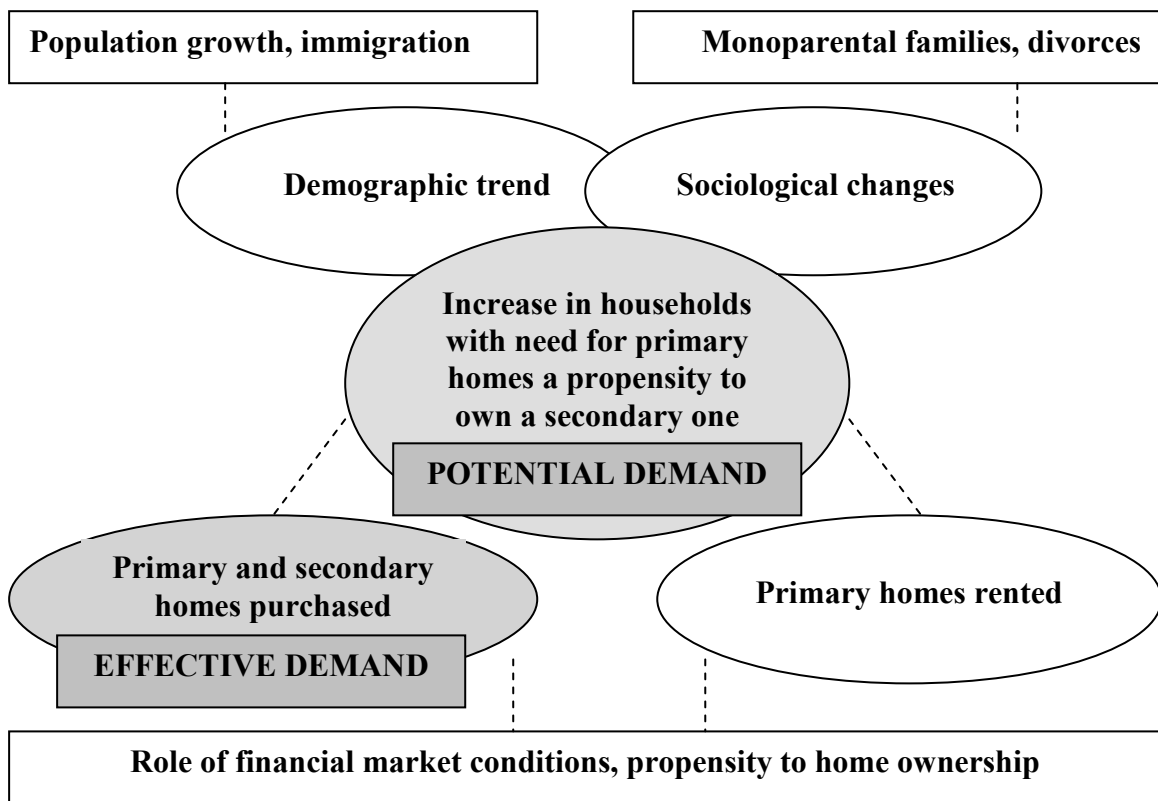 Population growth, immigration
Monoparental families, divorces
Demographic trend
Sociological changes
Increase in households
with need for primary
homes a propensity to
own a secondary one
POTENTIAL DEMAND
Primary and secondary
homes purchased
EFFECTIVE DEMAND
Primary homes rented
Role of financial market conditions, propensity to home ownership